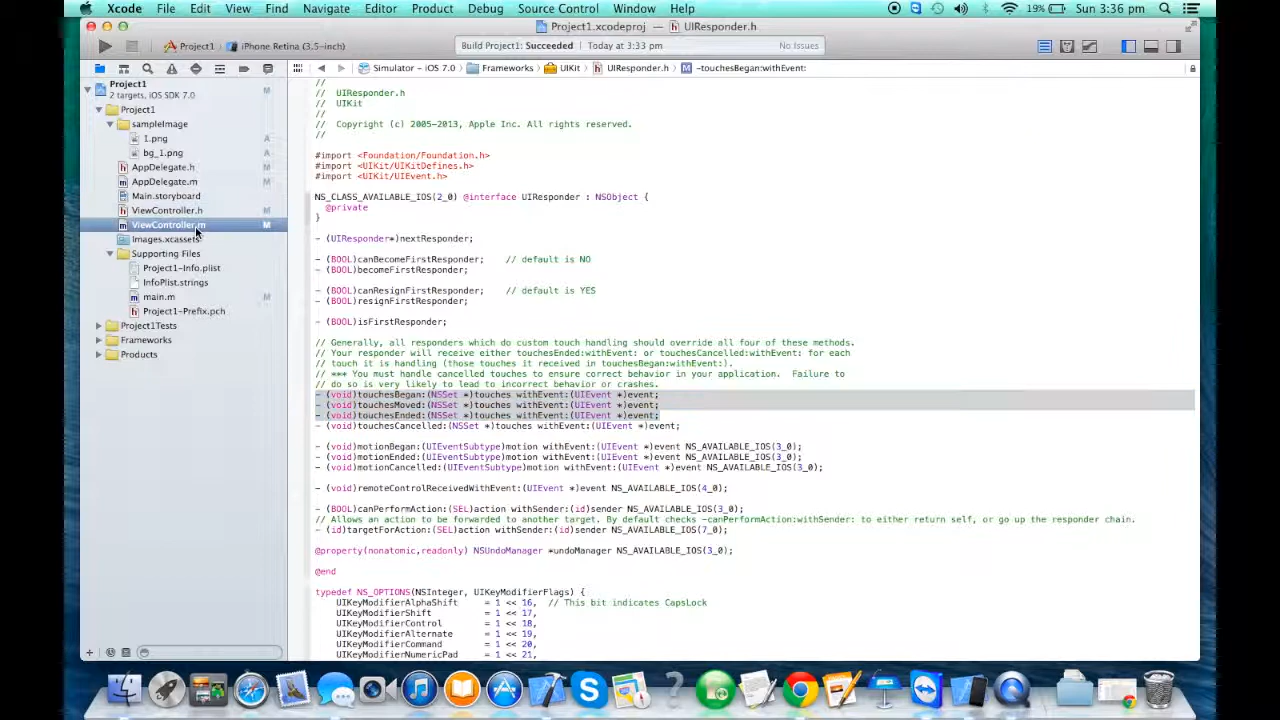 Xcode File Edit View Find Navigate Editor Product Debug Source Control Window Help 19% Sun 3:36 pm
Project1.xcodeproj — UIResponder.h
Project1 iPhone Retina (3.5-inch) Build Project1: Succeeded Today at 3:33 pm No Issues
Simulator - iOS 7.0 Frameworks UIKit UIResponder.h M -touchesBegan:withEvent:
Project1 M
2 targets, iOS SDK 7.0
Project1
sampleImage
1.png A
bg_1.png A
AppDelegate.h M
AppDelegate.m M
Main.storyboard
ViewController.h M
ViewController.m M
Images.xcassets
Supporting Files
Project1-Info.plist
InfoPlist.strings
main.m M
Project1-Prefix.pch
Project1Tests
Frameworks
Products
//
// UIResponder.h
// UIKit
//
// Copyright (c) 2005-2013, Apple Inc. All rights reserved.
//
#import <Foundation/Foundation.h>
#import <UIKit/UIKitDefines.h>
#import <UIKit/UIEvent.h>
NS_CLASS_AVAILABLE_IOS(2_0) @interface UIResponder : NSObject {
@private
}
- (UIResponder*)nextResponder;
- (BOOL)canBecomeFirstResponder; // default is NO
- (BOOL)becomeFirstResponder;
- (BOOL)canResignFirstResponder; // default is YES
- (BOOL)resignFirstResponder;
- (BOOL)isFirstResponder;
// Generally, all responders which do custom touch handling should override all four of these methods.
// Your responder will receive either touchesEnded:withEvent: or touchesCancelled:withEvent: for each
// touch it is handling (those touches it received in touchesBegan:withEvent:).
// *** You must handle cancelled touches to ensure correct behavior in your application. Failure to
// do so is very likely to lead to incorrect behavior or crashes.
- (void)touchesBegan:(NSSet *)touches withEvent:(UIEvent *)event;
- (void)touchesMoved:(NSSet *)touches withEvent:(UIEvent *)event;
- (void)touchesEnded:(NSSet *)touches withEvent:(UIEvent *)event;
- (void)touchesCancelled:(NSSet *)touches withEvent:(UIEvent *)event;
- (void)motionBegan:(UIEventSubtype)motion withEvent:(UIEvent *)event NS_AVAILABLE_IOS(3_0);
- (void)motionEnded:(UIEventSubtype)motion withEvent:(UIEvent *)event NS_AVAILABLE_IOS(3_0);
- (void)motionCancelled:(UIEventSubtype)motion withEvent:(UIEvent *)event NS_AVAILABLE_IOS(3_0);
- (void)remoteControlReceivedWithEvent:(UIEvent *)event NS_AVAILABLE_IOS(4_0);
- (BOOL)canPerformAction:(SEL)action withSender:(id)sender NS_AVAILABLE_IOS(3_0);
// Allows an action to be forwarded to another target. By default checks -canPerformAction:withSender: to either return self, or go up the responder chain.
- (id)targetForAction:(SEL)action withSender:(id)sender NS_AVAILABLE_IOS(7_0);
@property(nonatomic,readonly) NSUndoManager *undoManager NS_AVAILABLE_IOS(3_0);
@end
typedef NS_OPTIONS(NSInteger, UIKeyModifierFlags) {
UIKeyModifierAlphaShift = 1 << 16, // This bit indicates CapsLock
UIKeyModifierShift = 1 << 17,
UIKeyModifierControl = 1 << 18,
UIKeyModifierAlternate = 1 << 19,
UIKeyModifierCommand = 1 << 20,
UIKeyModifierNumericPad = 1 << 21,